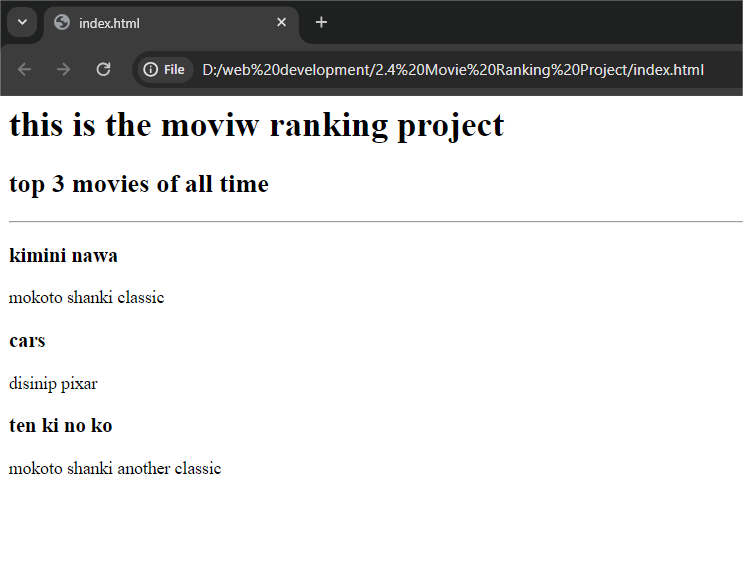 index.html
File D:/web%20development/2.4%20Movie%20Ranking%20Project/index.html
this is the moviw ranking project
top 3 movies of all time
kimini nawa
mokoto shanki classic
cars
disinip pixar
ten ki no ko
mokoto shanki another classic